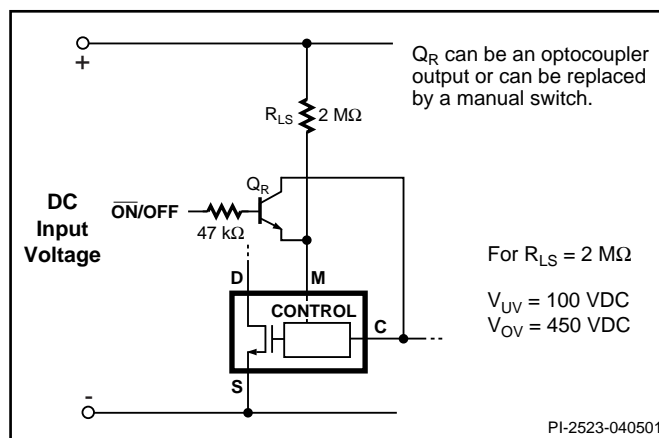 +
Q_R can be an optocoupler
output or can be replaced
by a manual switch.
R_LS 2 MΩ
Q_R
DC
Input
Voltage
O̅N̅/OFF
47 kΩ
For R_LS = 2 MΩ
V_UV = 100 VDC
V_OV = 450 VDC
D M
CONTROL
C
S
-
PI-2523-040501